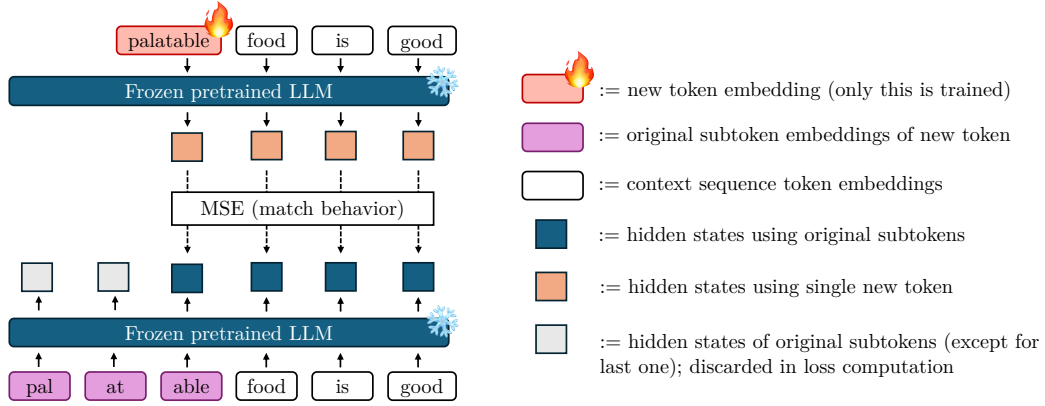 palatable food is good
Frozen pretrained LLM
MSE (match behavior)
Frozen pretrained LLM
pal at able food is good
:= new token embedding (only this is trained)
:= original subtoken embeddings of new token
:= context sequence token embeddings
:= hidden states using original subtokens
:= hidden states using single new token
:= hidden states of original subtokens (except for
last one); discarded in loss computation